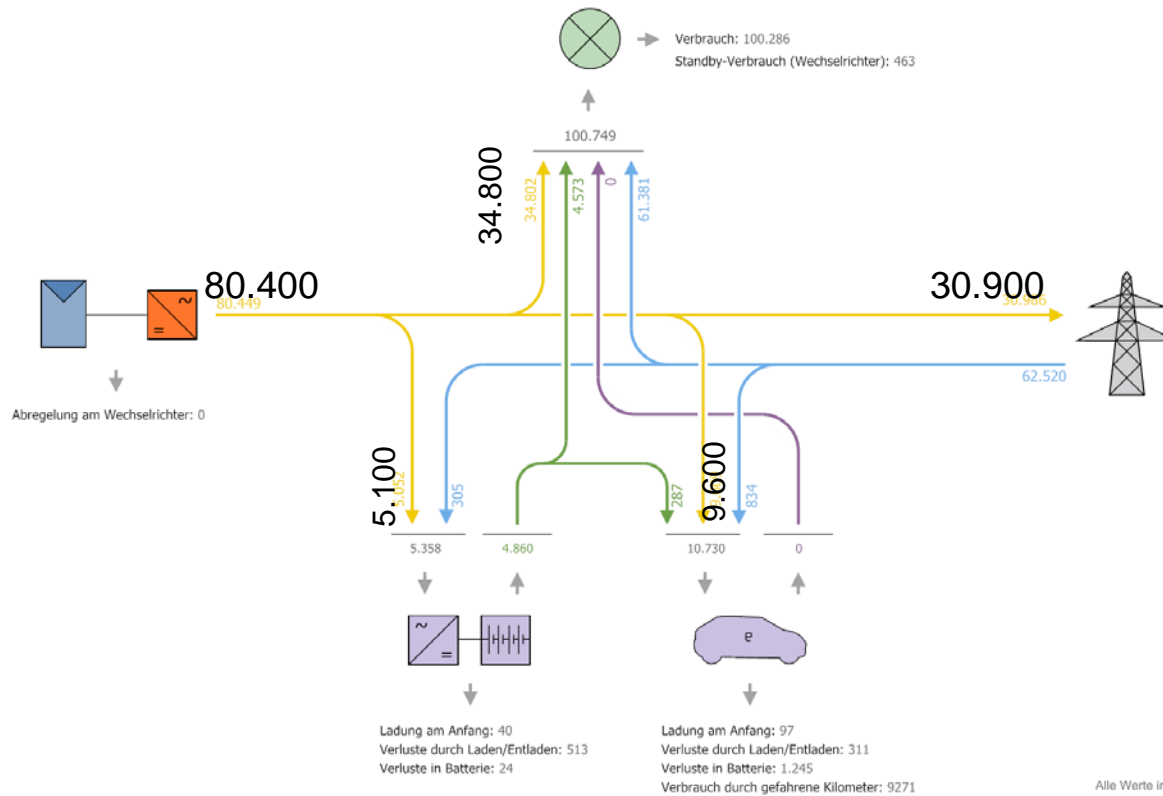 Verbrauch: 100.286
Standby-Verbrauch (Wechselrichter): 463
100.749
34.800
34.802
4.573
0
61.381
80.400
80.449
30.900
30.986
62.520
Abregelung am Wechselrichter: 0
5.100
5.052
305
287
9.600
834
5.358
4.860
10.730
0
e
Ladung am Anfang: 40
Verluste durch Laden/Entladen: 513
Verluste in Batterie: 24
Ladung am Anfang: 97
Verluste durch Laden/Entladen: 311
Verluste in Batterie: 1.245
Verbrauch durch gefahrene Kilometer: 9271
Alle Werte in